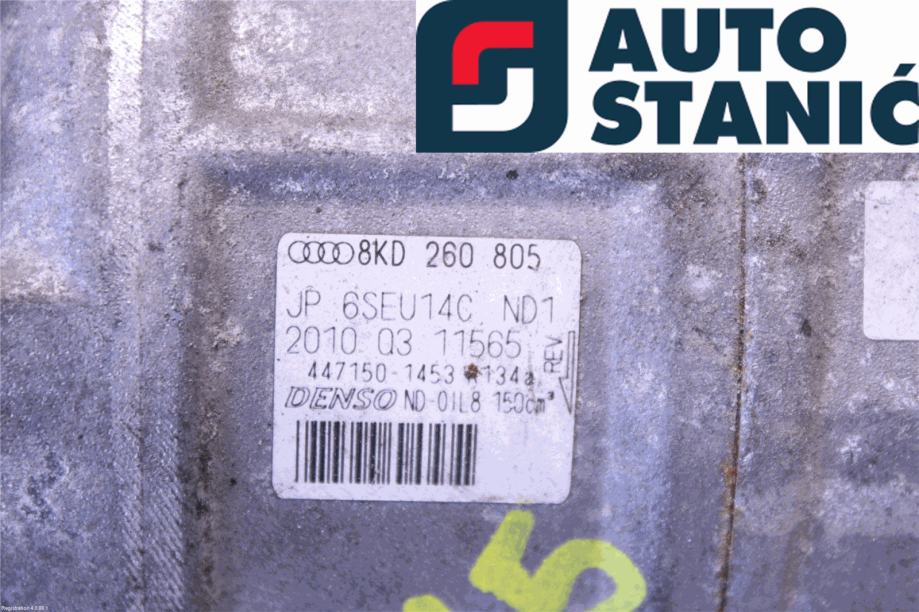 AUTO
STANIĆ
8KD 260 805
JP 6SEU14C ND1
2010 Q3 11565
REV
447150-1453 R134a
DENSO ND-OIL8 150cm³